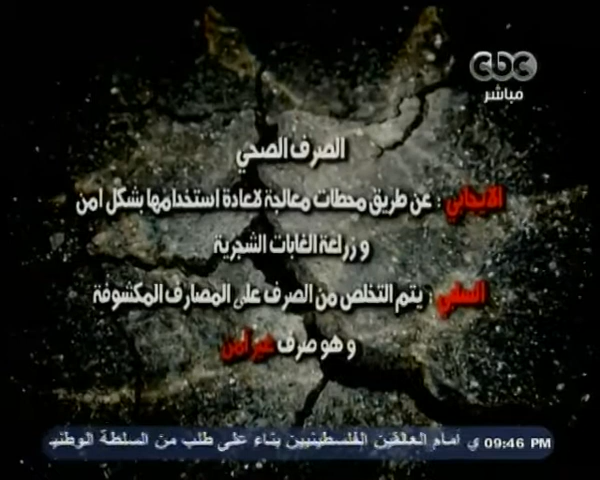 cbc
مباشر
الصرف الصحي
الايجابي : عن طريق محطات معالجة لاعادة استخدامها بشكل امن
و زراعة الغابات الشجرية
السلبي : يتم التخلص من الصرف على المصارف المكشوفة
و هو صرف غير آمن
ي أمام العالقين الفلسطينيين بناء على طلب من السلطة الوطنيـ 09:46 PM